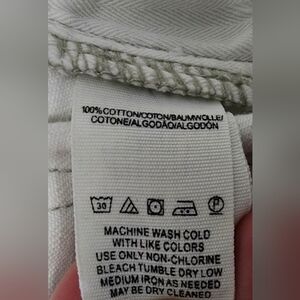 100% COTTON/COTON/BAUMWOLLE/
COTONE/ALGODÃO/ALGODÓN
30 P
MACHINE WASH COLD
WITH LIKE COLORS
USE ONLY NON-CHLORINE
BLEACH TUMBLE DRY LOW
MEDIUM IRON AS NEEDED
MAY BE DRY CLEANED